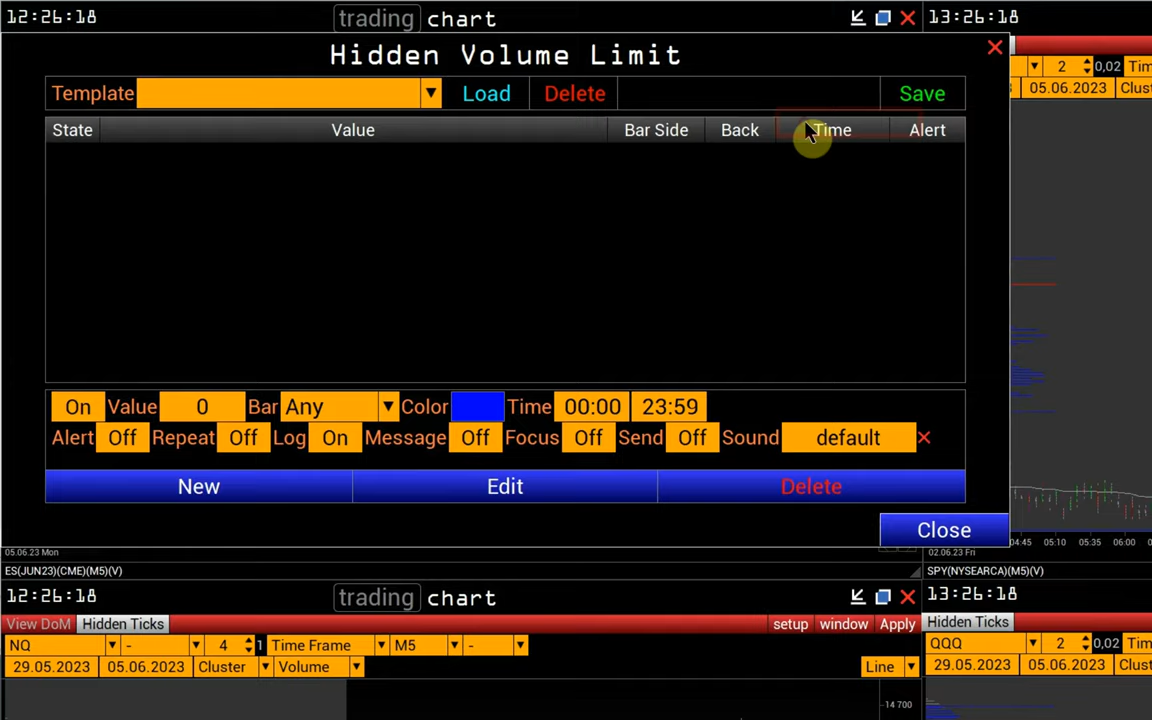 12:26:18 trading chart 13:26:18
Hidden Volume Limit
Template Load Delete Save
2 0,02 Tim
05.06.2023 Clust
State Value Bar Side Back Time Alert
On Value 0 Bar Any Color Time 00:00 23:59
Alert Off Repeat Off Log On Message Off Focus Off Send Off Sound default
New Edit Delete
Close
04:45 05:10 05:35 06:00
05.06.23 Mon 02.06.23 Fri
ES(JUN23)(CME)(M5)(V) SPY(NYSEARCA)(M5)(V)
12:26:18 trading chart 13:26:18
View DoM Hidden Ticks setup window Apply Hidden Ticks
NQ - 4 1 Time Frame M5 - QQQ 2 0,02 Tim
29.05.2023 05.06.2023 Cluster Volume Line 29.05.2023 05.06.2023 Cluste
14 700